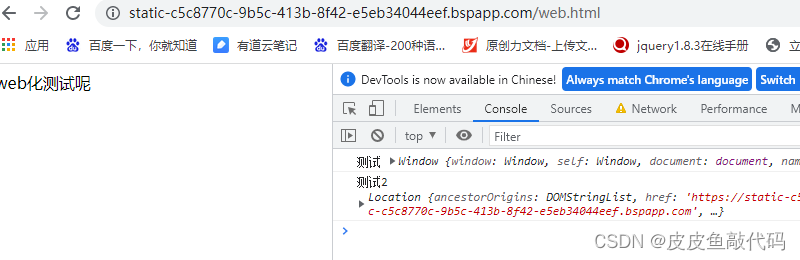 static-c5c8770c-9b5c-413b-8f42-e5eb34044eef.bspapp.com/web.html
应用 百度一下，你就知道 有道云笔记 百度翻译-200种语... 原创力文档-上传文... jquery1.8.3在线手册 立
web化测试呢
DevTools is now available in Chinese! Always match Chrome's language Switch
Elements Console Sources Network Performance M
top Filter
测试 Window {window: Window, self: Window, document: document, nam
测试2
Location {ancestorOrigins: DOMStringList, href: 'https://static-c5
c-c5c8770c-9b5c-413b-8f42-e5eb34044eef.bspapp.com', …}
CSDN @皮皮鱼敲代码